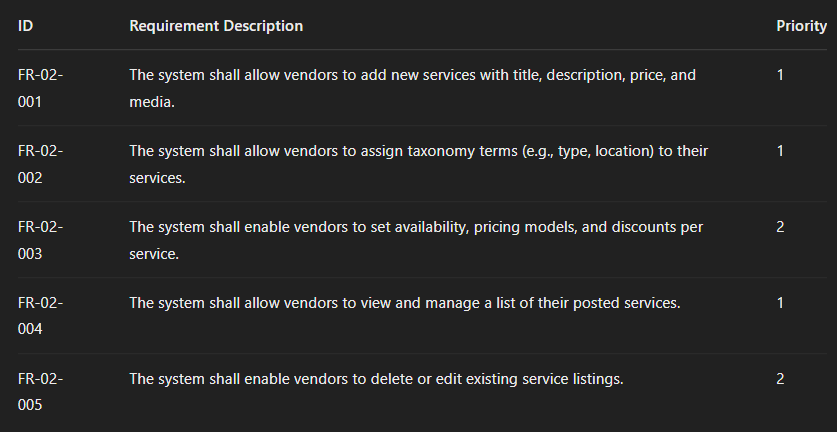 ID Requirement Description Priority
FR-02- The system shall allow vendors to add new services with title, description, price, and 1
001 media.
FR-02- The system shall allow vendors to assign taxonomy terms (e.g., type, location) to their 1
002 services.
FR-02- The system shall enable vendors to set availability, pricing models, and discounts per 2
003 service.
FR-02- The system shall allow vendors to view and manage a list of their posted services. 1
004
FR-02- The system shall enable vendors to delete or edit existing service listings. 2
005